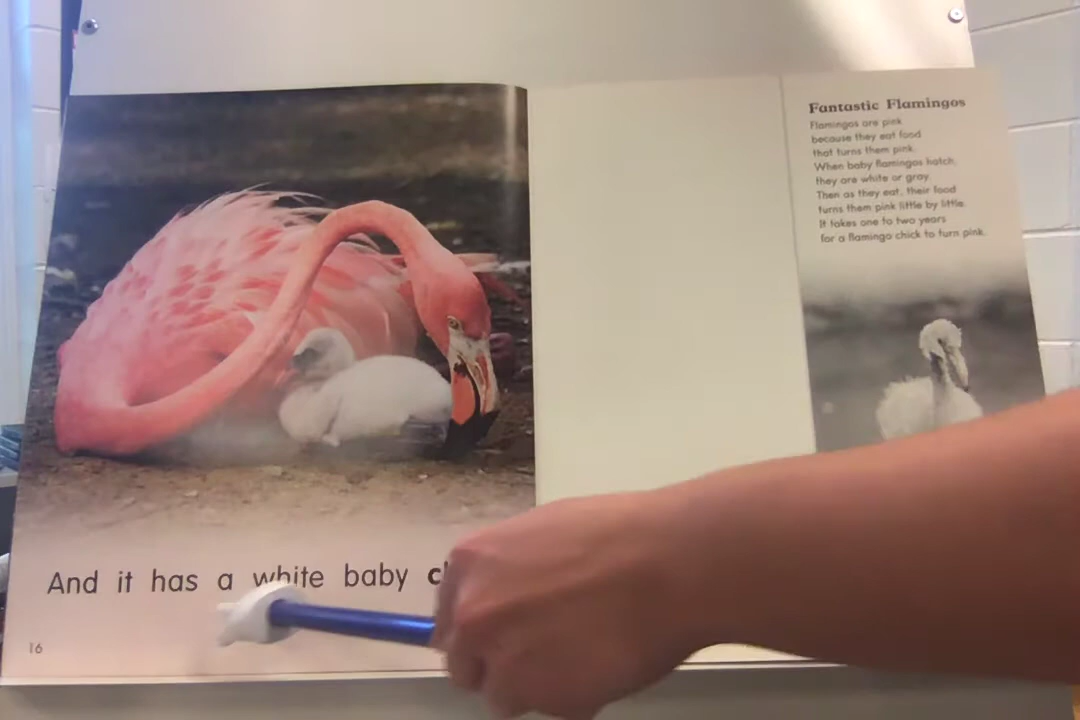 And it has a white baby
16
Fantastic Flamingos
Flamingos are pink
because they eat food
that turns them pink.
When baby flamingos hatch,
they are white or gray.
Then as they eat, their food
turns them pink little by little.
It takes one to two years
for a flamingo chick to turn pink.